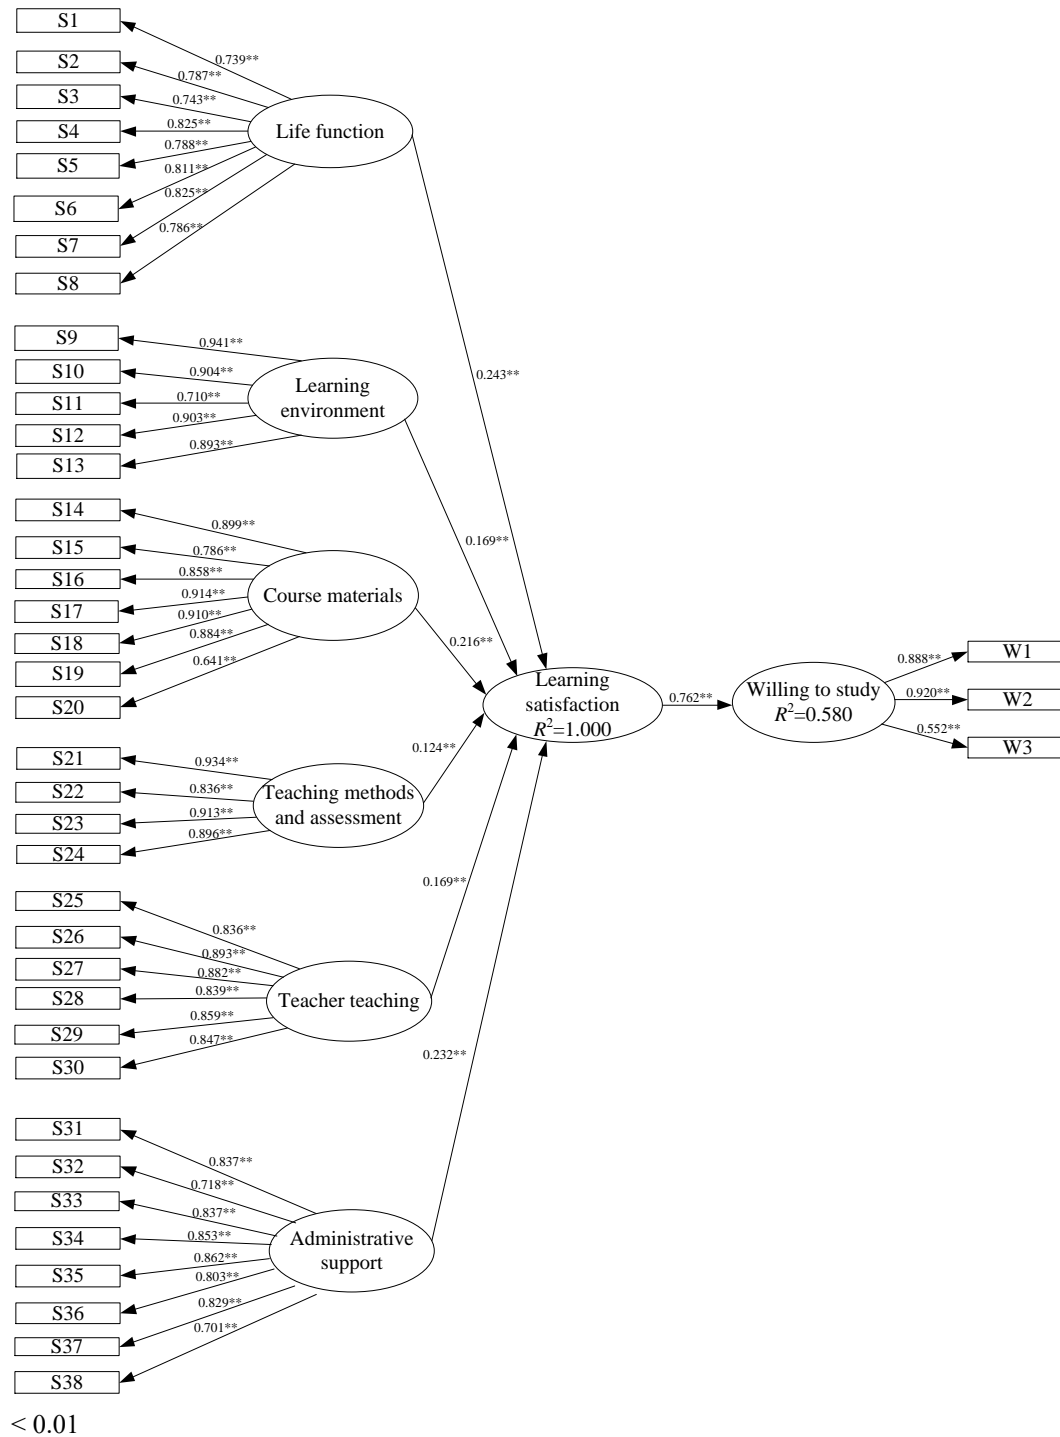 S1
S2
S3
S4
S5
S6
S7
S8
0.739**
0.787**
0.743**
0.825**
0.788**
0.811**
0.825**
0.786**
Life function
0.243**
S9
S10
S11
S12
S13
0.941**
0.904**
0.710**
0.903**
0.893**
Learning
environment
0.169**
S14
S15
S16
S17
S18
S19
S20
0.899**
0.786**
0.858**
0.914**
0.910**
0.884**
0.641**
Course materials
0.216**
S21
S22
S23
S24
0.934**
0.836**
0.913**
0.896**
Teaching methods
and assessment
0.124**
S25
S26
S27
S28
S29
S30
0.836**
0.893**
0.882**
0.839**
0.859**
0.847**
Teacher teaching
0.169**
S31
S32
S33
S34
S35
S36
S37
S38
0.837**
0.718**
0.837**
0.853**
0.862**
0.803**
0.829**
0.701**
Administrative
support
0.232**
Learning
satisfaction
R²=1.000
0.762**
Willing to study
R²=0.580
0.888**
0.920**
0.552**
W1
W2
W3
< 0.01